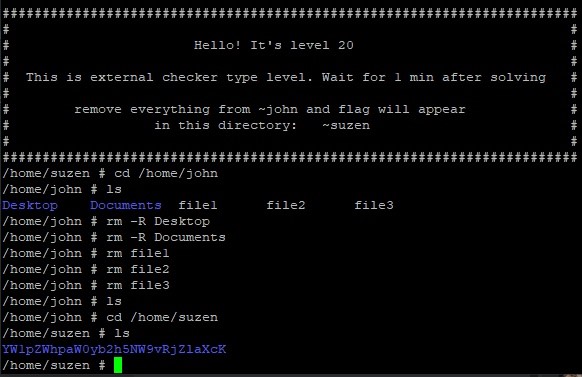 ########################################################################
# #
# Hello! It's level 20 #
# #
# This is external checker type level. Wait for 1 min after solving #
# #
# remove everything from ~john and flag will appear #
# in this directory: ~suzen #
# #
########################################################################
/home/suzen # cd /home/john
/home/john # ls
Desktop Documents file1 file2 file3
/home/john # rm -R Desktop
/home/john # rm -R Documents
/home/john # rm file1
/home/john # rm file2
/home/john # rm file3
/home/john # ls
/home/john # cd /home/suzen
/home/suzen # ls
YWlpZWhpaW0yb2h5NW9vRjZlaXcK
/home/suzen #